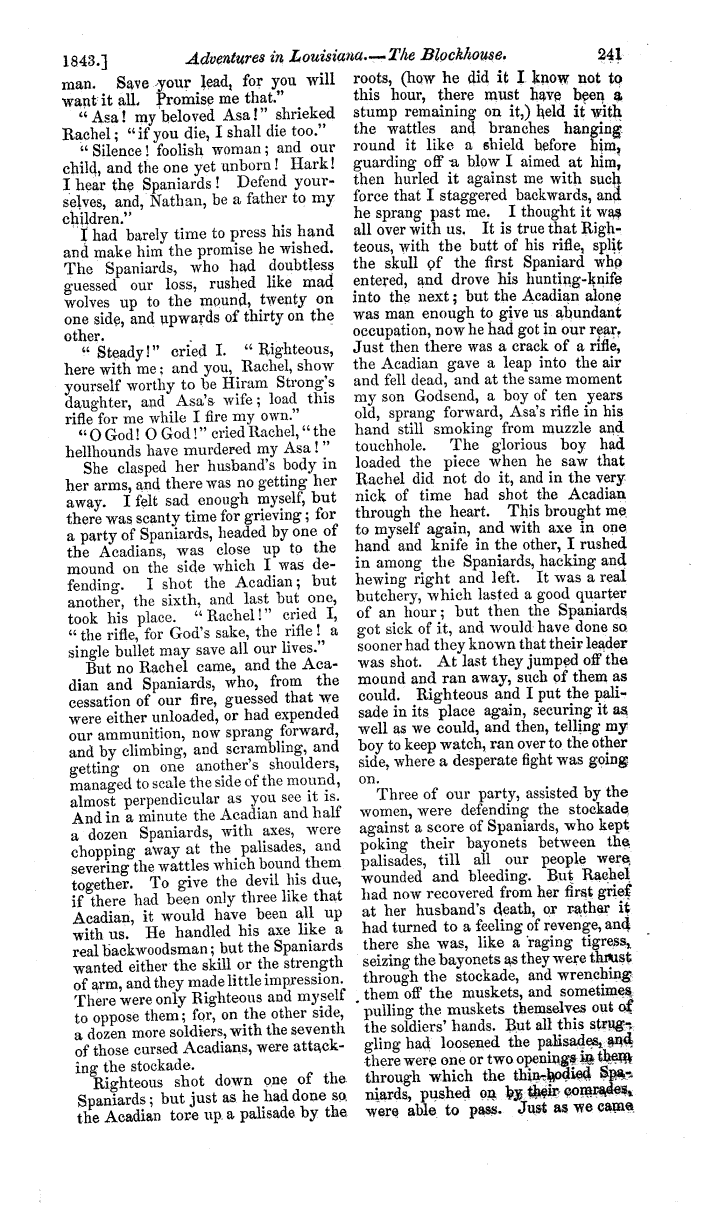 1843.] Adventures in Louisiana.—The Blockhouse. 241
man. Save your lead, for you will
want it all. Promise me that."
"Asa! my beloved Asa!" shrieked
Rachel; "if you die, I shall die too."
"Silence! foolish woman; and our
child, and the one yet unborn! Hark!
I hear the Spaniards! Defend your-
selves, and, Nathan, be a father to my
children."
I had barely time to press his hand
and make him the promise he wished.
The Spaniards, who had doubtless
guessed our loss, rushed like mad
wolves up to the mound, twenty on
one side, and upwards of thirty on the
other.
"Steady!" cried I. "Righteous,
here with me; and you, Rachel, show
yourself worthy to be Hiram Strong's
daughter, and Asa's wife; load this
rifle for me while I fire my own."
"O God! O God!" cried Rachel, "the
hellhounds have murdered my Asa!"
She clasped her husband's body in
her arms, and there was no getting her
away. I felt sad enough myself, but
there was scanty time for grieving; for
a party of Spaniards, headed by one of
the Acadians, was close up to the
mound on the side which I was de-
fending. I shot the Acadian; but
another, the sixth, and last but one,
took his place. "Rachel!" cried I,
"the rifle, for God's sake, the rifle! a
single bullet may save all our lives."
But no Rachel came, and the Aca-
dian and Spaniards, who, from the
cessation of our fire, guessed that we
were either unloaded, or had expended
our ammunition, now sprang forward,
and by climbing, and scrambling, and
getting on one another's shoulders,
managed to scale the side of the mound,
almost perpendicular as you see it is.
And in a minute the Acadian and half
a dozen Spaniards, with axes, were
chopping away at the palisades, and
severing the wattles which bound them
together. To give the devil his due,
if there had been only three like that
Acadian, it would have been all up
with us. He handled his axe like a
real backwoodsman; but the Spaniards
wanted either the skill or the strength
of arm, and they made little impression.
There were only Righteous and myself
to oppose them; for, on the other side,
a dozen more soldiers, with the seventh
of those cursed Acadians, were attack-
ing the stockade.
Righteous shot down one of the
Spaniards; but just as he had done so
the Acadian tore up a palisade by the
roots, (how he did it I know not to
this hour, there must have been a
stump remaining on it,) held it with
the wattles and branches hanging
round it like a shield before him,
guarding off a blow I aimed at him,
then hurled it against me with such
force that I staggered backwards, and
he sprang past me. I thought it was
all over with us. It is true that Righ-
teous, with the butt of his rifle, split
the skull of the first Spaniard who
entered, and drove his hunting-knife
into the next; but the Acadian alone
was man enough to give us abundant
occupation, now he had got in our rear.
Just then there was a crack of a rifle,
the Acadian gave a leap into the air
and fell dead, and at the same moment
my son Godsend, a boy of ten years
old, sprang forward, Asa's rifle in his
hand still smoking from muzzle and
touchhole. The glorious boy had
loaded the piece when he saw that
Rachel did not do it, and in the very
nick of time had shot the Acadian
through the heart. This brought me
to myself again, and with axe in one
hand and knife in the other, I rushed
in among the Spaniards, hacking and
hewing right and left. It was a real
butchery, which lasted a good quarter
of an hour; but then the Spaniards
got sick of it, and would have done so
sooner had they known that their leader
was shot. At last they jumped off the
mound and ran away, such of them as
could. Righteous and I put the pali-
sade in its place again, securing it as
well as we could, and then, telling my
boy to keep watch, ran over to the other
side, where a desperate fight was going
on.
Three of our party, assisted by the
women, were defending the stockade
against a score of Spaniards, who kept
poking their bayonets between the
palisades, till all our people were
wounded and bleeding. But Rachel
had now recovered from her first grief
at her husband's death, or rather it
had turned to a feeling of revenge, and
there she was, like a raging tigress,
seizing the bayonets as they were thrust
through the stockade, and wrenching
them off the muskets, and sometimes
pulling the muskets themselves out of
the soldiers' hands. But all this strug-
gling had loosened the palisades, and
there were one or two openings in them
through which the thin-bodied Spa-
niards, pushed on by their comrades,
were able to pass. Just as we came